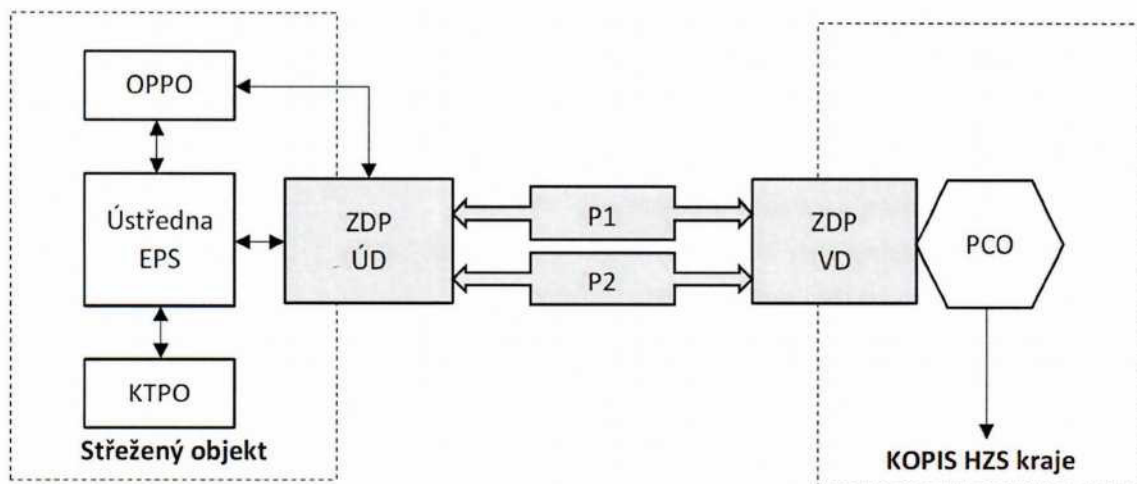 OPPO
Ústředna
EPS
KTPO
Střežený objekt
ZDP
ÚD
P1
P2
ZDP
VD
PCO
KOPIS HZS kraje